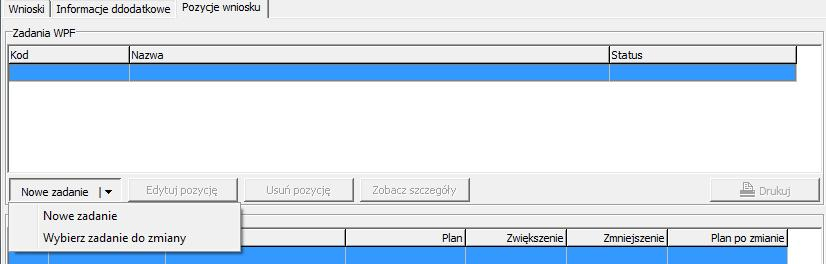 Wnioski Informacje ddodatkowe Pozycje wniosku
Zadania WPF
Kod Nazwa Status
Nowe zadanie Edytuj pozycję Usuń pozycję Zobacz szczegóły Drukuj
Nowe zadanie
Wybierz zadanie do zmiany
Plan Zwiększenie Zmniejszenie Plan po zmianie